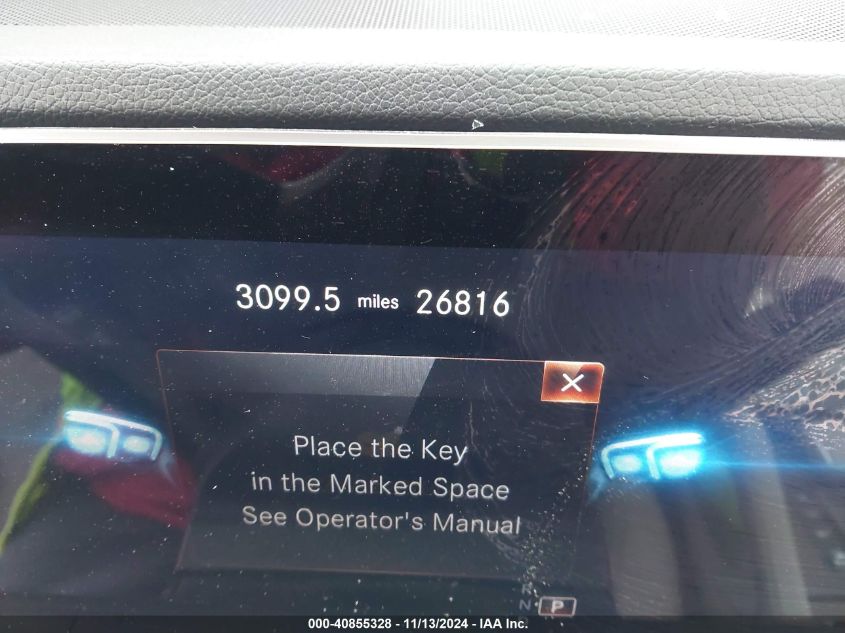 3099.5 miles 26816
Place the Key
in the Marked Space
See Operator's Manual
N P
000-40855328 - 11/13/2024 - IAA Inc.